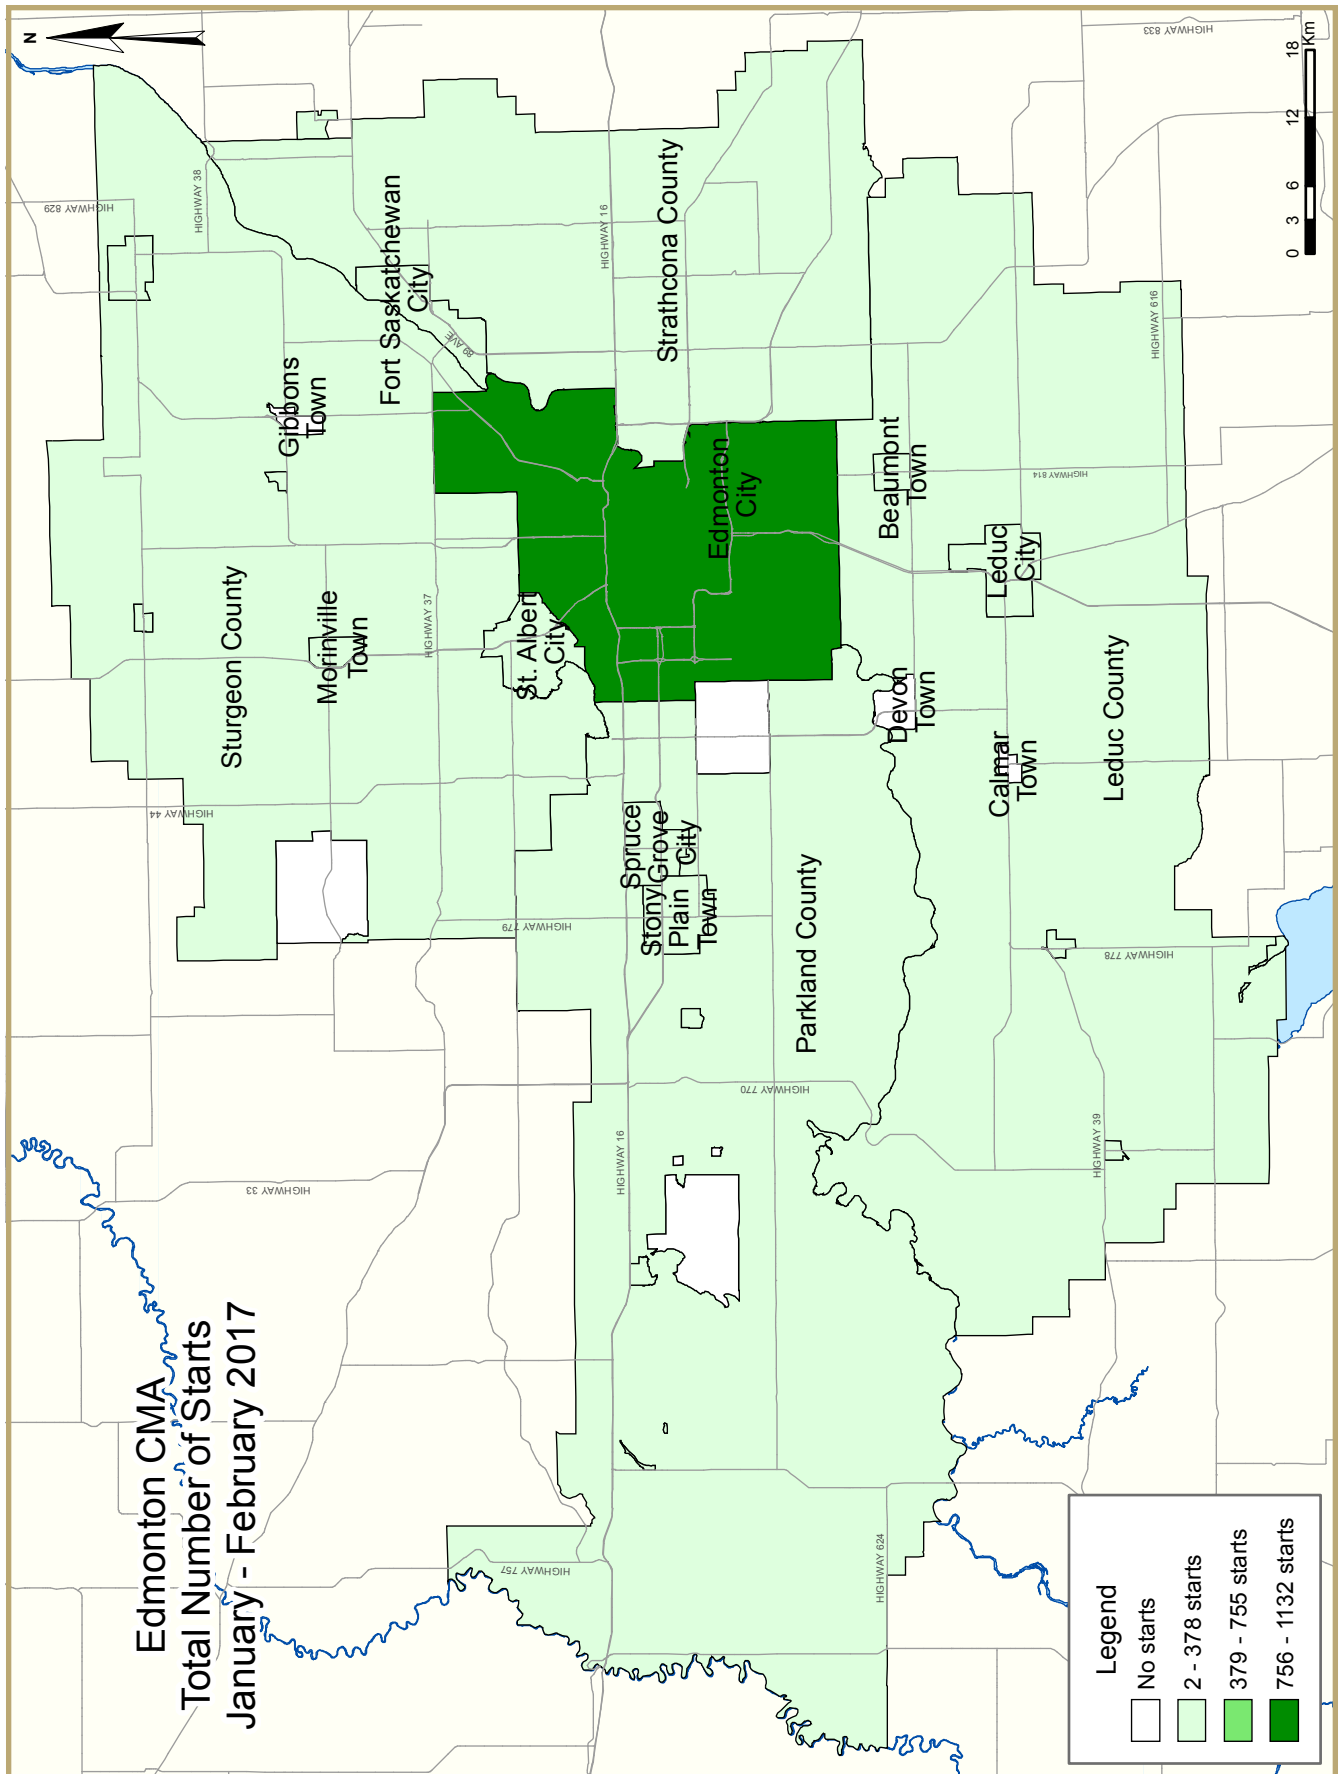 Edmonton CMA
Total Number of Starts
January - February 2017
N
HIGHWAY 829
HIGHWAY 44
HIGHWAY 38
Sturgeon County
HIGHWAY 33
Gibbons
Town
Morinville
Town
Fort Saskatchewan
City
HIGHWAY 37
89 AVE
St. Albert
City
HIGHWAY 757
HIGHWAY 779
HIGHWAY 16
HIGHWAY 16
Spruce
Grove
City
Stony
Plain
Town
Strathcona County
Edmonton
City
HIGHWAY 770
Parkland County
HIGHWAY 624
Beaumont
Town
Devon
Town
Leduc
City
Calmar
Town
HIGHWAY 814
HIGHWAY 39
Leduc County
HIGHWAY 778
HIGHWAY 616
HIGHWAY 833
Legend
No starts
2 - 378 starts
379 - 755 starts
756 - 1132 starts
0 3 6 12 18
Km